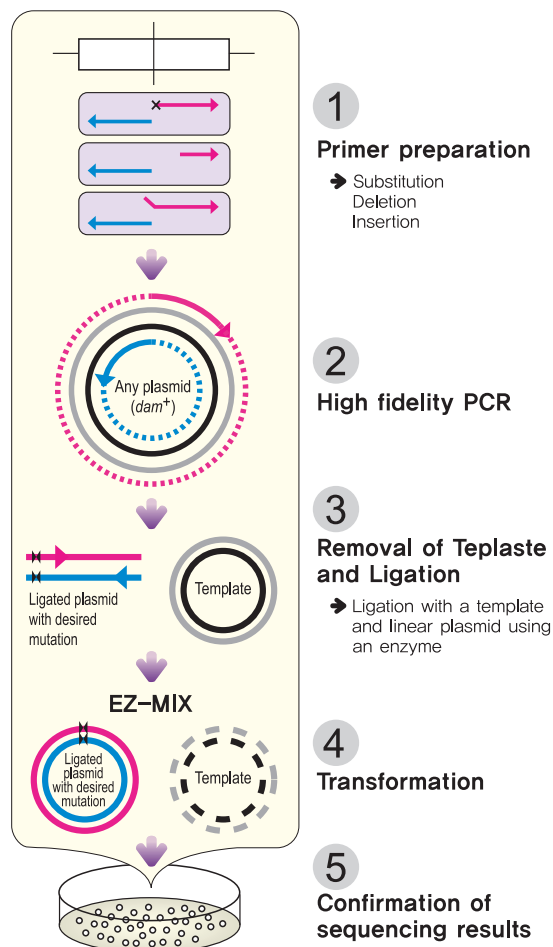 1
Primer preparation
➔ Substitution
Deletion
Insertion
Any plasmid
(dam+)
2
High fidelity PCR
Ligated plasmid
with desired
mutation
Template
3
Removal of Teplaste
and Ligation
➔ Ligation with a template
and linear plasmid using
an enzyme
EZ-MIX
Ligated
plasmid
with desired
mutation
Template
4
Transformation
5
Confirmation of
sequencing results